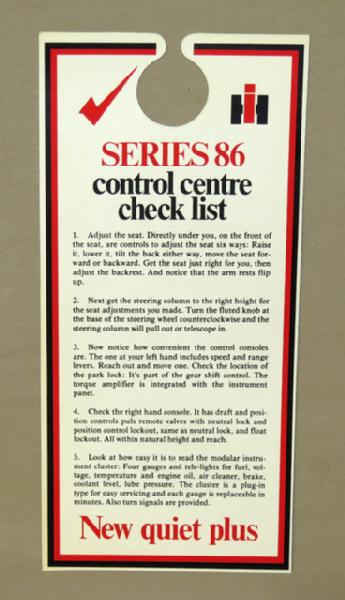 SERIES 86
control centre
check list
1. Adjust the seat. Directly under you, on the front of
the seat, are controls to adjust the seat six ways: Raise
it, lower it, tilt the back either way, move the seat for-
ward or backward. Get the seat just right for you, then
adjust the backrest. And notice that the arm rests flip
up.
2. Next get the steering column to the right height for
the seat adjustments you made. Turn the fluted knob at
the base of the steering wheel counterclockwise and the
steering column will pull out or telescope in.
3. Now notice how convenient the control consoles
are. The one at your left hand includes speed and range
levers. Reach out and move one. Check the location of
the park lock: It's part of the gear shift control. The
torque amplifier is integrated with the instrument
panel.
4. Check the right hand console. It has draft and posi-
tion controls puls remote valves with neutral lock and
position control lockout, same as nrutral lock, and float
lockout. All within natural height and reach.
5. Look at how easy it is to read the modular instru-
ment cluster: Four gauges and tele-lights for fuel, vol-
tage, temperature and engine oil, air cleaner, brake,
coolant level, lube pressure. The cluster is a plug-in
type for easy servicing and each gauge is replaceable in
minutes. Also turn signals are provided.
New quiet plus